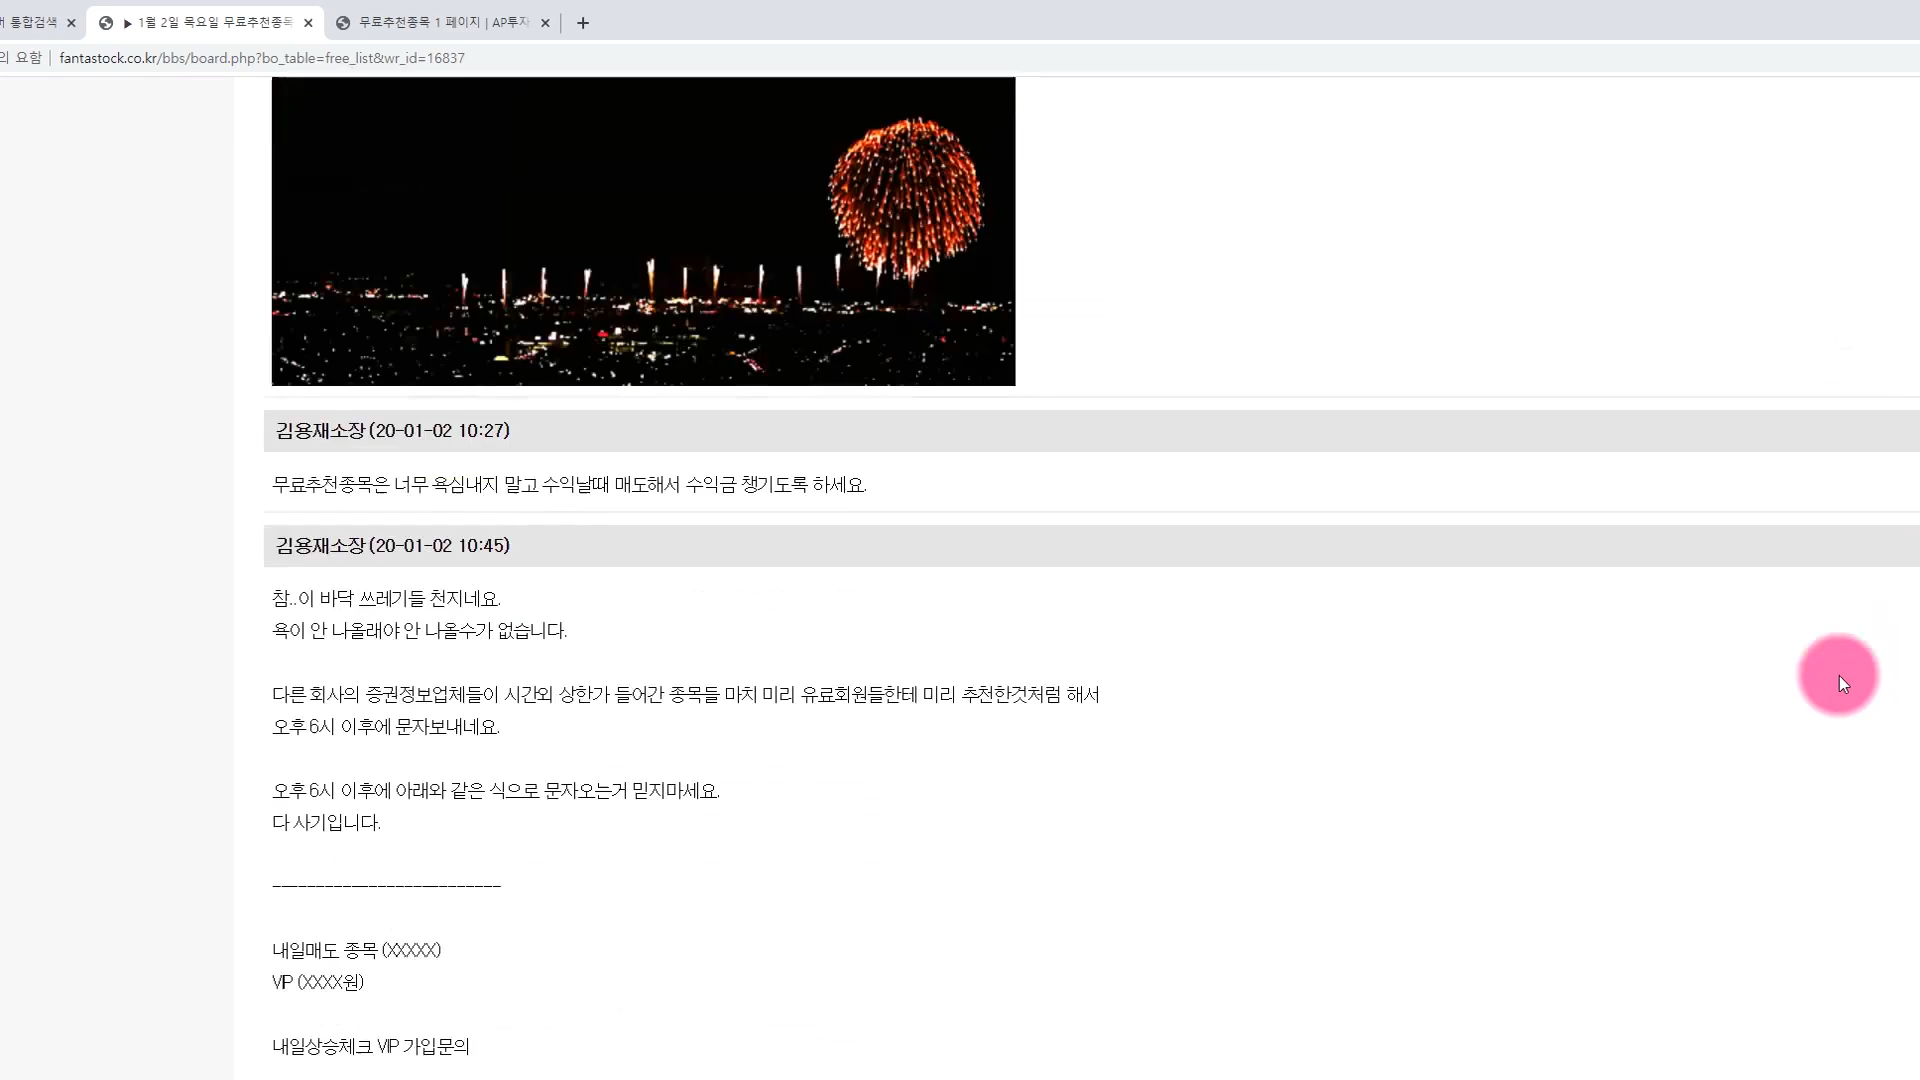 통합검색
▶ 1월 2일 목요일 무료추천종목
무료추천종목 1 페이지 | AP투자
의 요함 | fantastock.co.kr/bbs/board.php?bo_table=free_list&wr_id=16837
김용재소장 (20-01-02 10:27)
무료추천종목은 너무 욕심내지 말고 수익날때 매도해서 수익금 챙기도록 하세요.
김용재소장 (20-01-02 10:45)
참..이 바닥 쓰레기들 천지네요.
욕이 안 나올래야 안 나올수가 없습니다.
다른 회사의 증권정보업체들이 시간외 상한가 들어간 종목들 마치 미리 유료회원들한테 미리 추천한것처럼 해서
오후 6시 이후에 문자보내네요.
오후 6시 이후에 아래와 같은 식으로 문자오는거 믿지마세요.
다 사기입니다.
--------------------------
내일매도 종목 (XXXXX)
VIP (XXXX원)
내일상승체크 VIP 가입문의